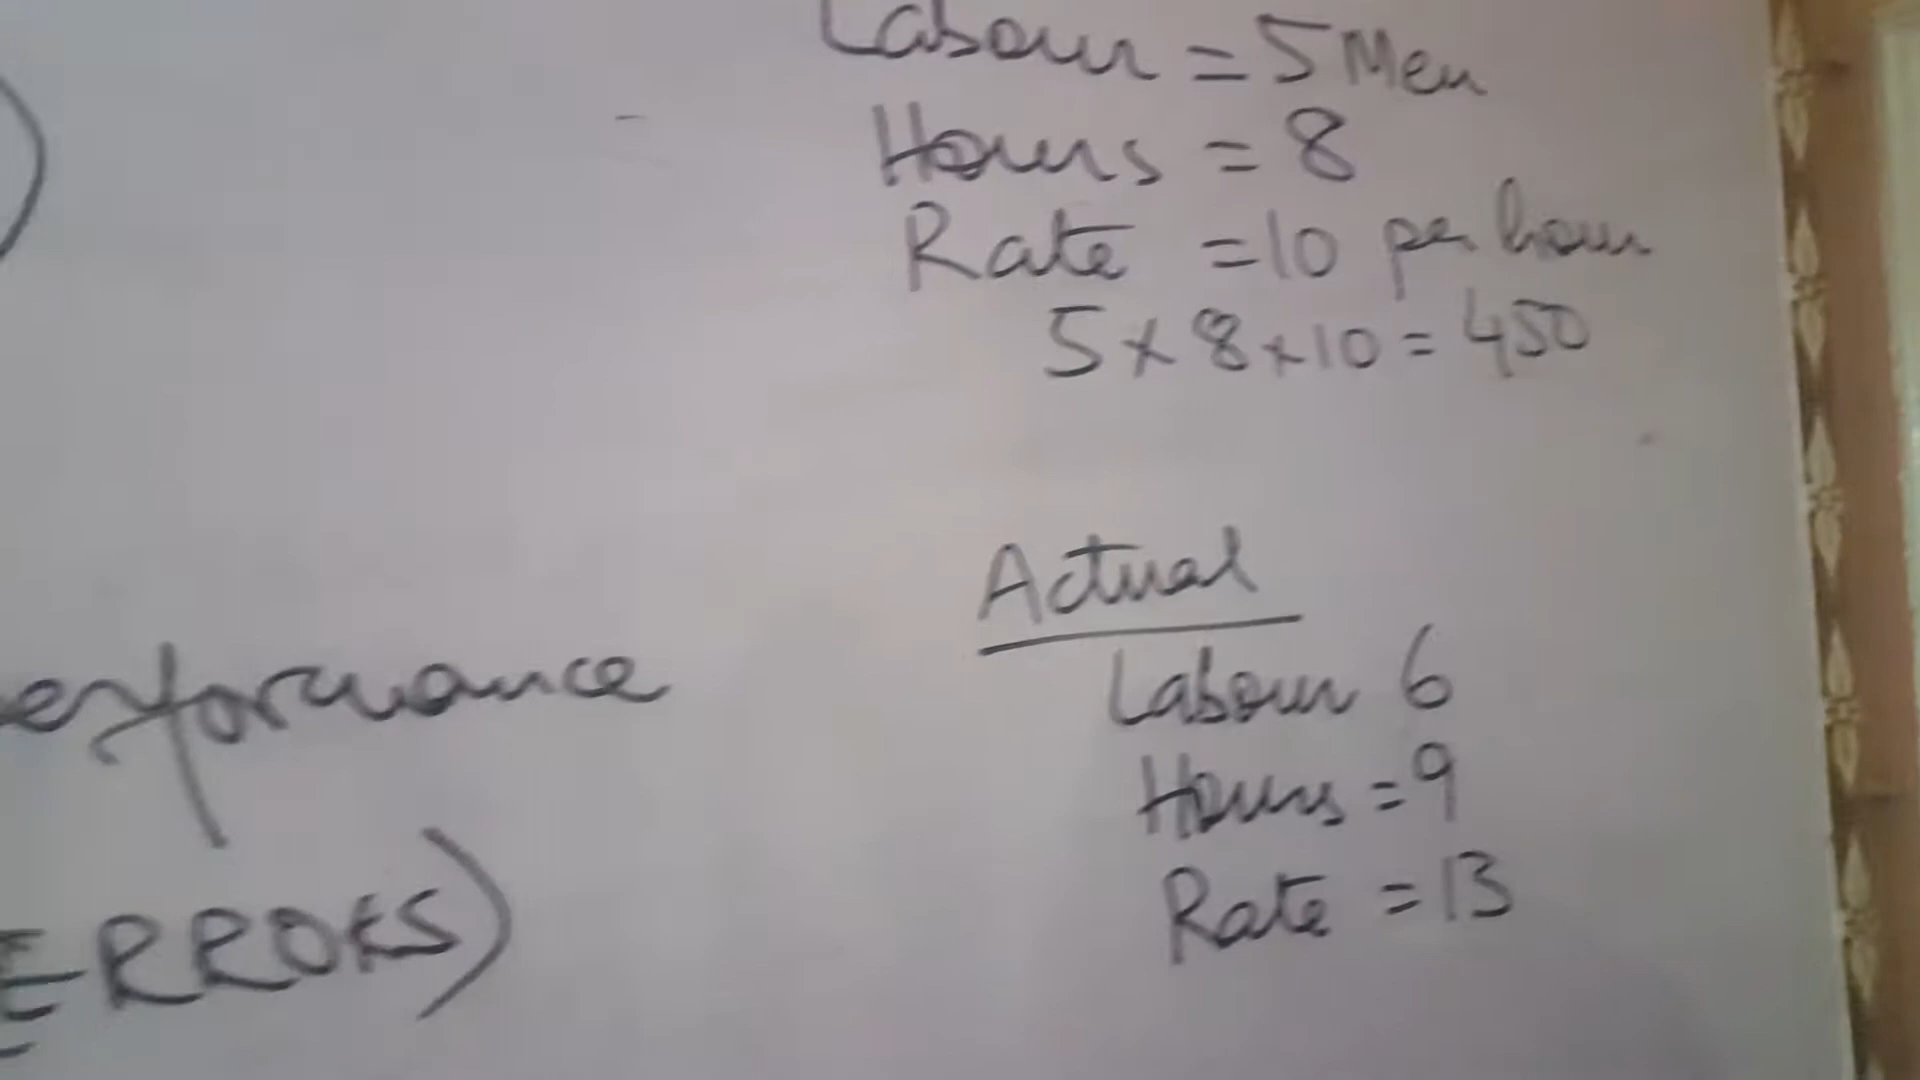 Labour = 5 Men
Hours = 8
Rate = 10 per hour
5 x 8 x 10 = 450
Actual
Labour 6
erformance
Hours = 9
Rate = 13
ERRORS)